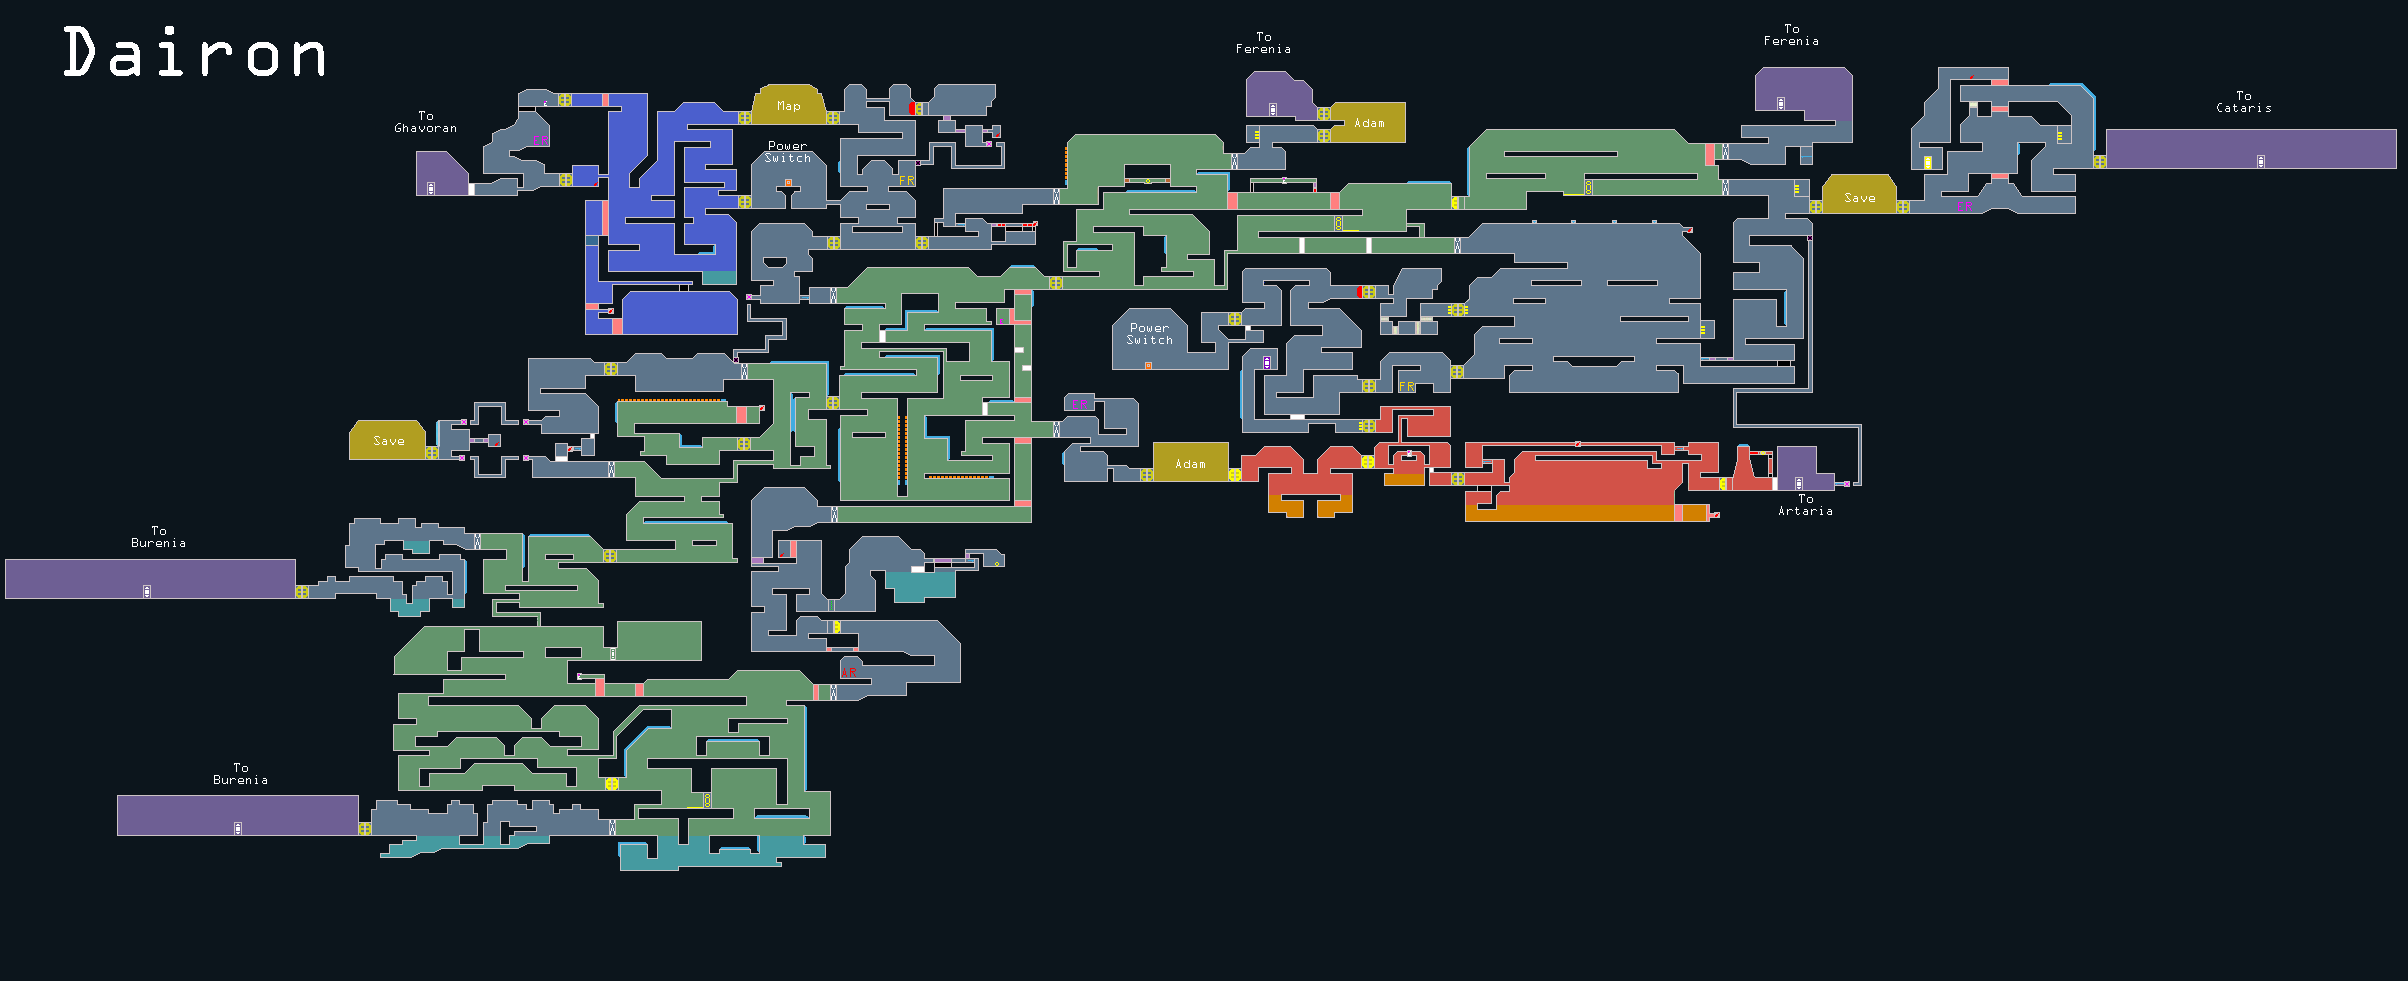 Dairon
To
Ferenia
To
Ferenia
To
Cataris
To
Ghavoran
Map
Adam
EF
Power
Switch
FR
Save
EF
Power
Switch
FR
Save
Adam
To
Artaria
To
Burenia
AR
To
Burenia